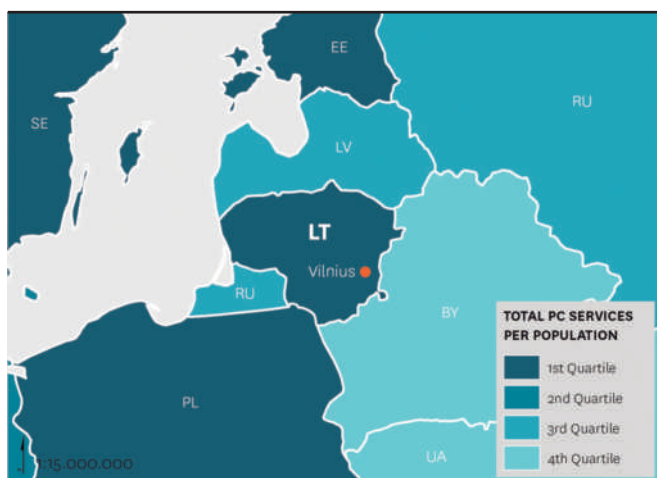 EE
RU
SE
LV
LT
Vilnius
RU
BY
PL
UA
1:15.000.000
TOTAL PC SERVICES
PER POPULATION
1st Quartile
2nd Quartile
3rd Quartile
4th Quartile